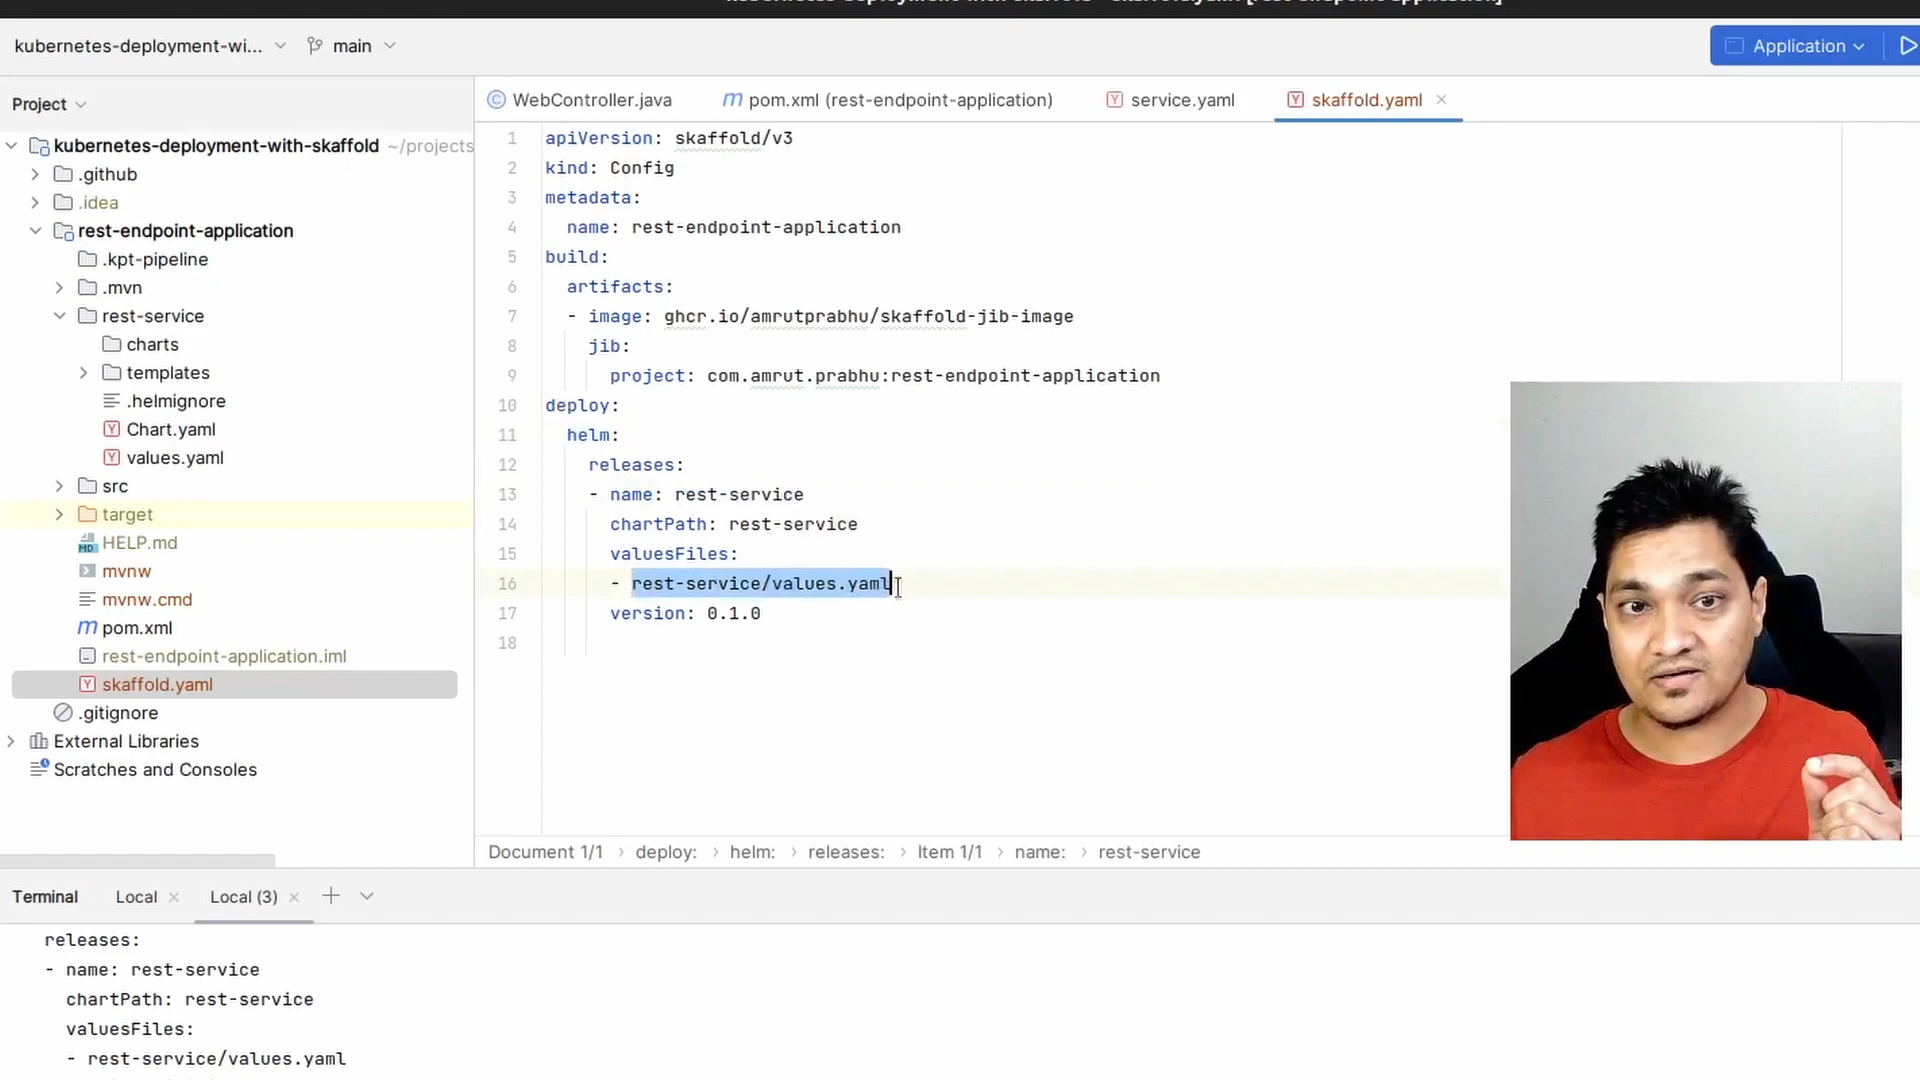 kubernetes-deployment-wi... main Application
Project
WebController.java pom.xml (rest-endpoint-application) service.yaml skaffold.yaml
kubernetes-deployment-with-skaffold ~/projects
.github
.idea
rest-endpoint-application
.kpt-pipeline
.mvn
rest-service
charts
templates
.helmignore
Chart.yaml
values.yaml
src
target
HELP.md
mvnw
mvnw.cmd
pom.xml
rest-endpoint-application.iml
skaffold.yaml
.gitignore
External Libraries
Scratches and Consoles
1 apiVersion: skaffold/v3
2 kind: Config
3 metadata:
4 name: rest-endpoint-application
5 build:
6 artifacts:
7 - image: ghcr.io/amrutprabhu/skaffold-jib-image
8 jib:
9 project: com.amrut.prabhu:rest-endpoint-application
10 deploy:
11 helm:
12 releases:
13 - name: rest-service
14 chartPath: rest-service
15 valuesFiles:
16 - rest-service/values.yaml
17 version: 0.1.0
18
Document 1/1 › deploy: › helm: › releases: › Item 1/1 › name: › rest-service
Terminal Local Local (3)
releases:
- name: rest-service
chartPath: rest-service
valuesFiles:
- rest-service/values.yaml